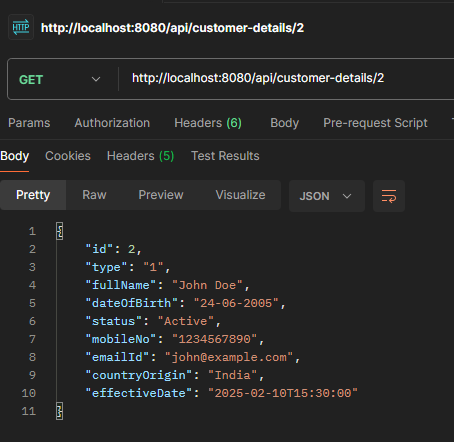 HTTP http://localhost:8080/api/customer-details/2
GET http://localhost:8080/api/customer-details/2
Params Authorization Headers (6) Body Pre-request Script
Body Cookies Headers (5) Test Results
Pretty Raw Preview Visualize JSON
1 {
2 "id": 2,
3 "type": "1",
4 "fullName": "John Doe",
5 "dateOfBirth": "24-06-2005",
6 "status": "Active",
7 "mobileNo": "1234567890",
8 "emailId": "john@example.com",
9 "countryOrigin": "India",
10 "effectiveDate": "2025-02-10T15:30:00"
11 }